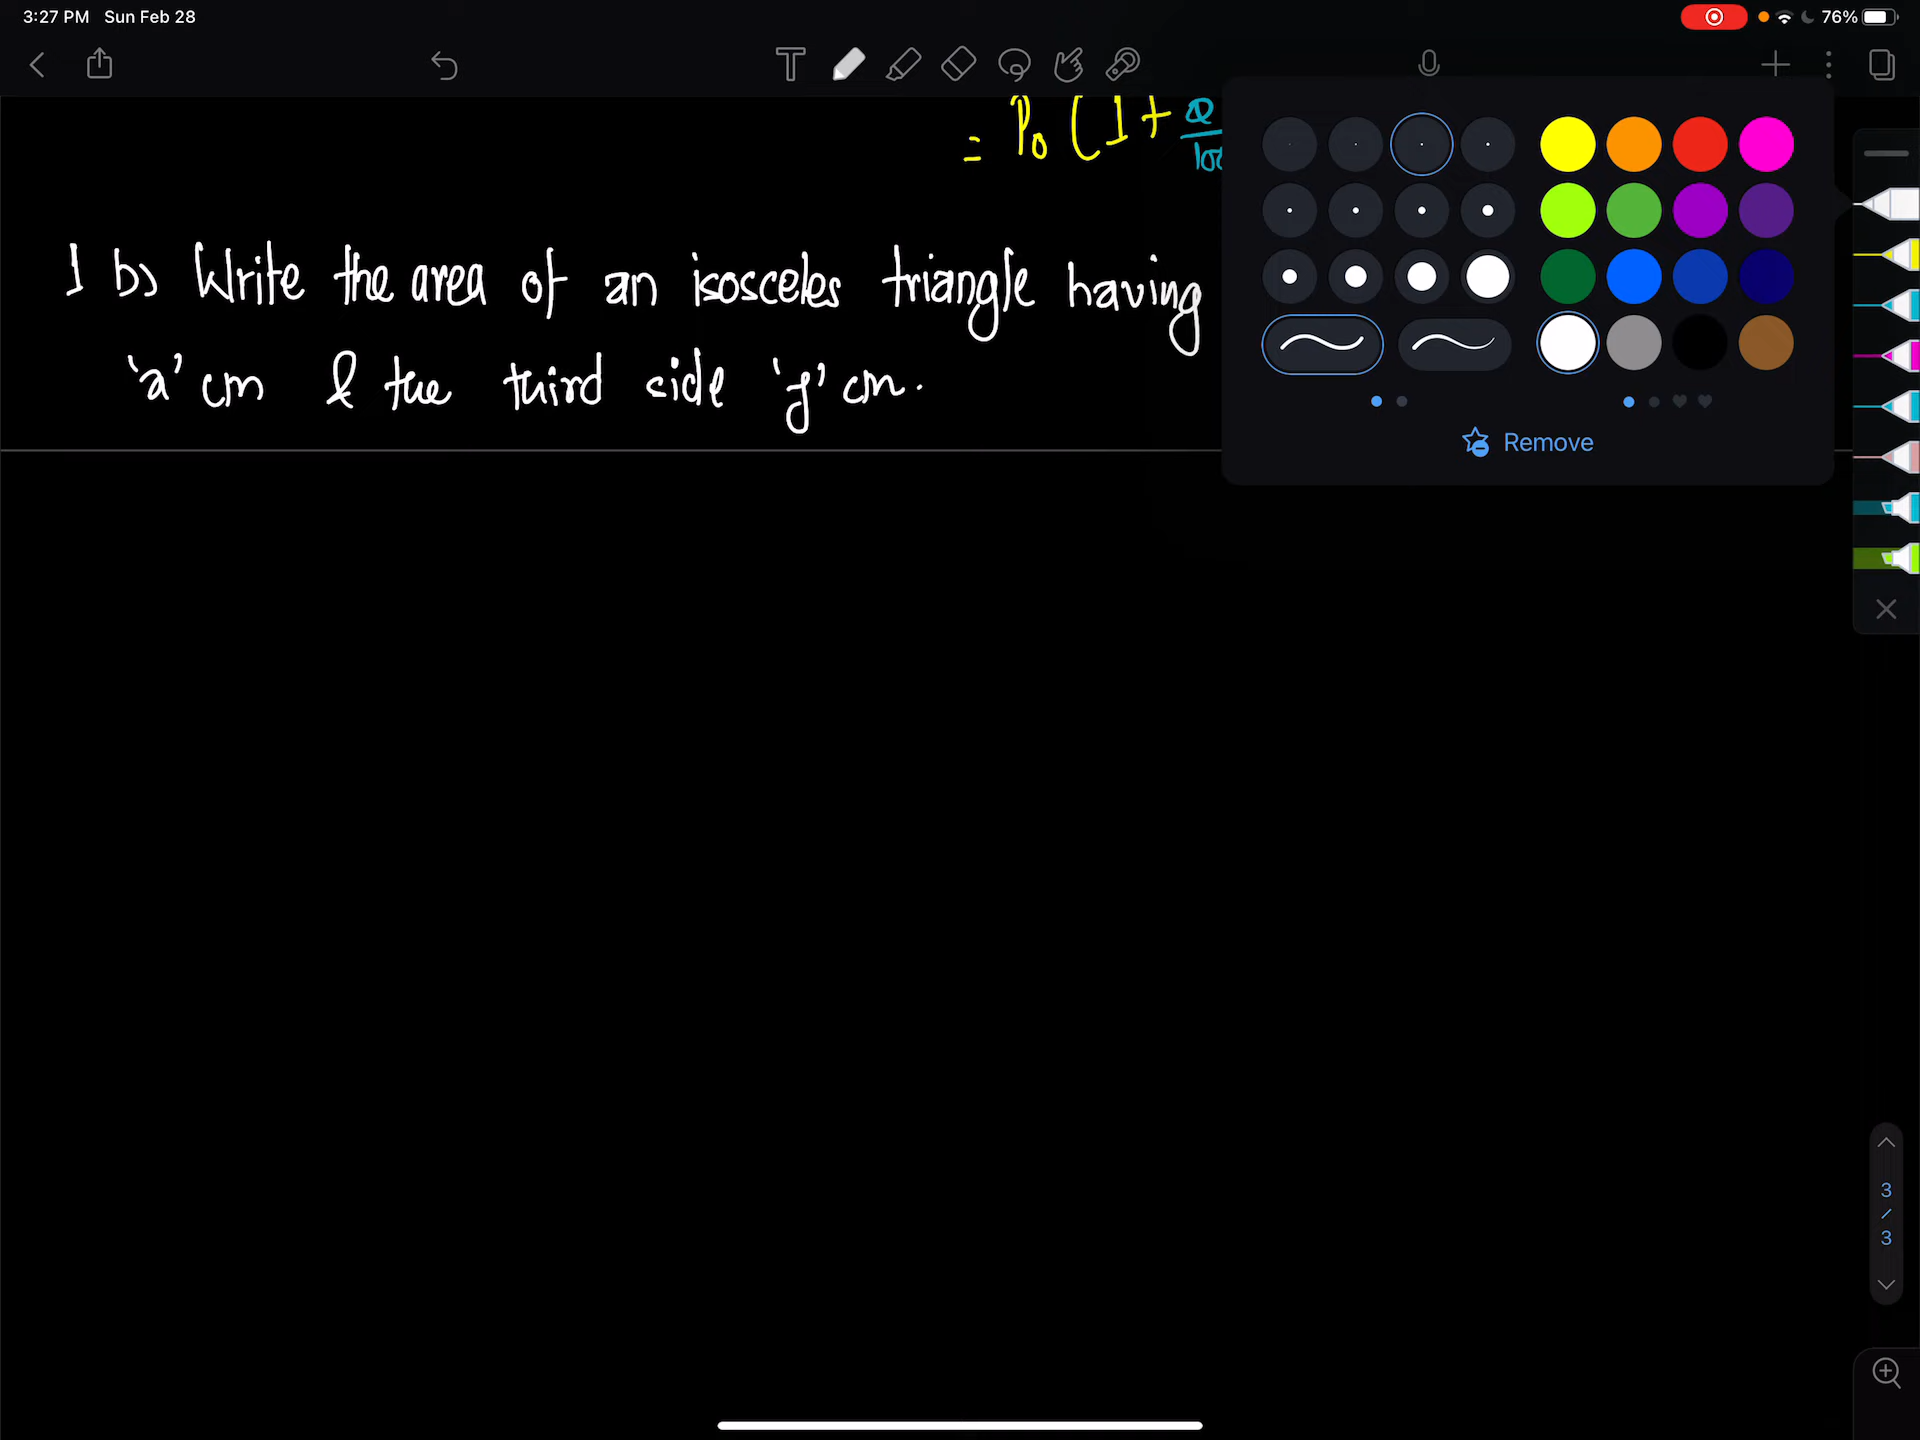 3:27 PM Sun Feb 28
76%
= P₀ (1 +
1 b) Write the area of an isosceles triangle having
'a' cm & the third side 'y' cm.
Remove
3
/
3